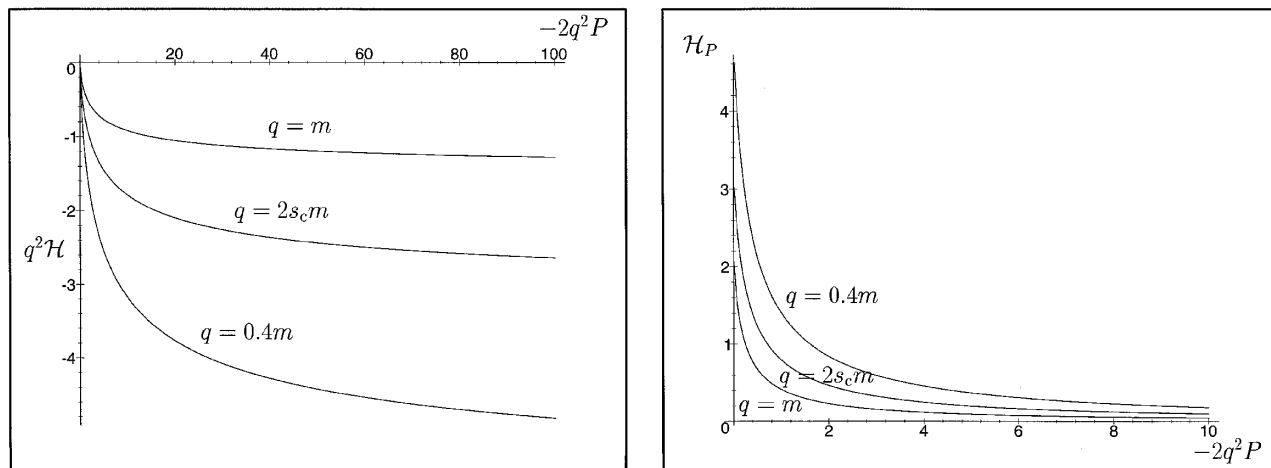 −2q²P
20 40 60 80 100
0
q = m
-1
q = 2s_c m
-2
q²ℋ
-3
q = 0.4m
-4
ℋ_P
4
3
2
q = 0.4m
1
q = 2s_c m
q = m
0 2 4 6 8 10
−2q²P